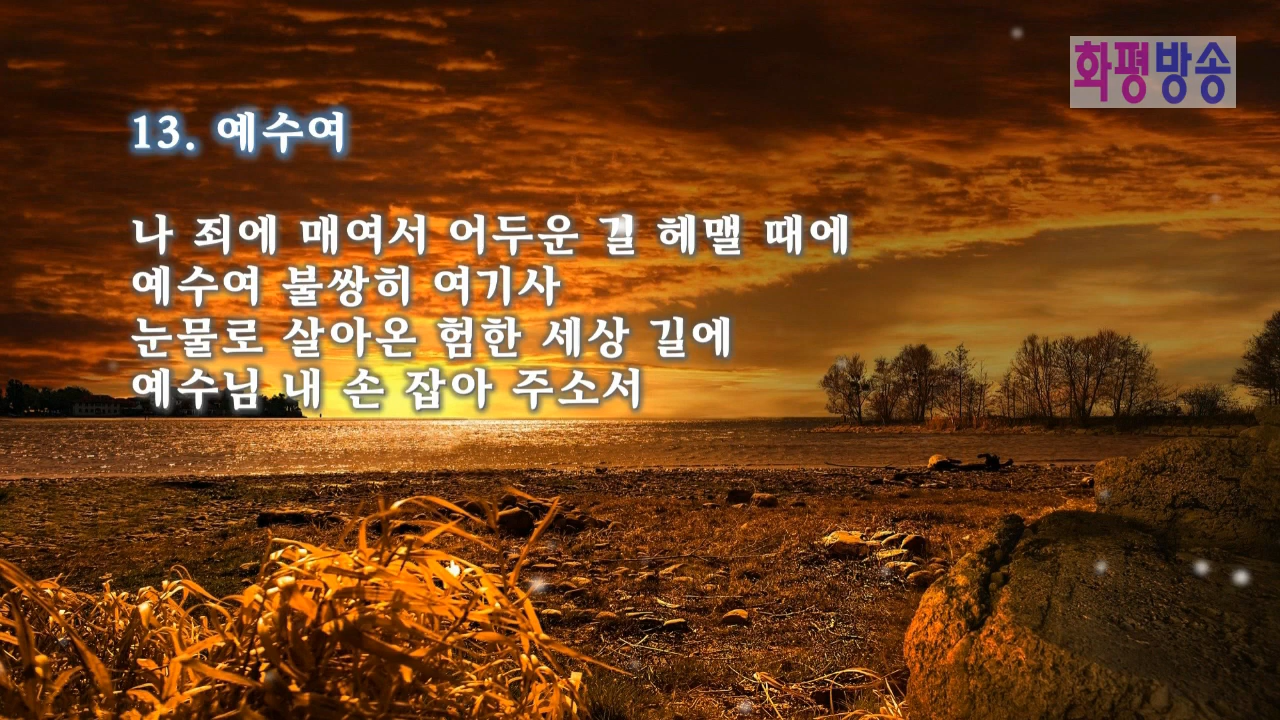 화평방송
13. 예수여
나 죄에 매여서 어두운 길 헤맬 때에
예수여 불쌍히 여기사
눈물로 살아온 험한 세상 길에
예수님 내 손 잡아 주소서